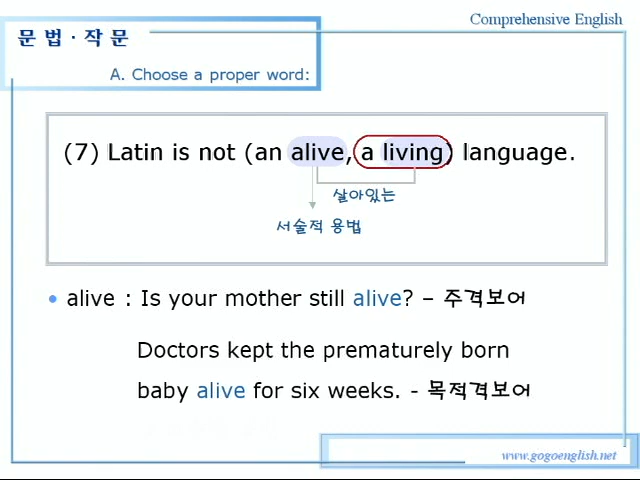 Comprehensive English
문 법 · 작 문
A. Choose a proper word:
(7) Latin is not (an alive, a living) language.
살아있는
서술적 용법
• alive : Is your mother still alive? – 주격보어
Doctors kept the prematurely born
baby alive for six weeks. - 목적격보어
www.gogoenglish.net